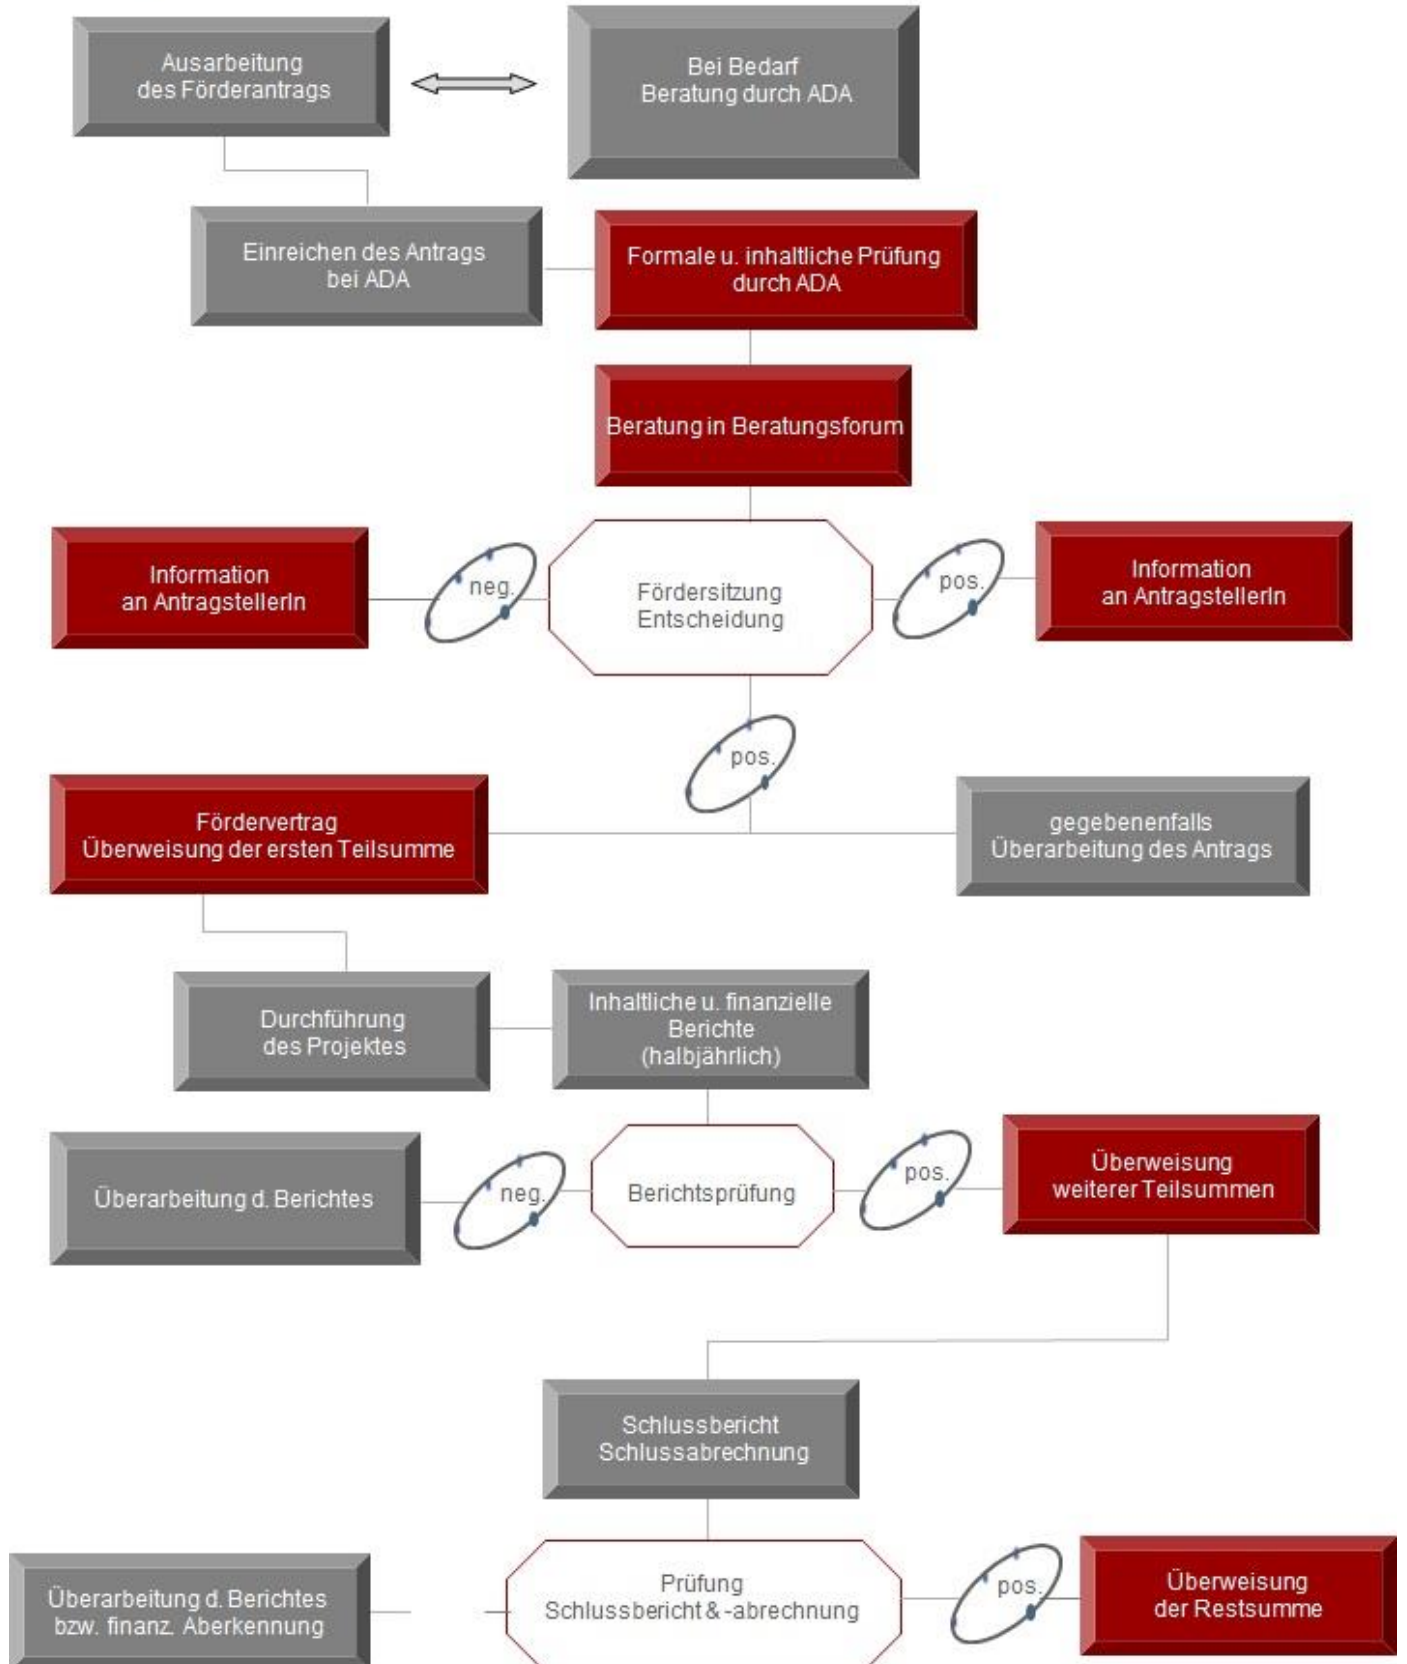 Ausarbeitung
des Förderantrags
Bei Bedarf
Beratung durch ADA
Einreichen des Antrags
bei ADA
Formale u. inhaltliche Prüfung
durch ADA
Beratung in Beratungsforum
Information
an AntragstellerIn
neg.
Fördersitzung
Entscheidung
pos.
Information
an AntragstellerIn
pos.
Fördervertrag
Überweisung der ersten Teilsumme
gegebenenfalls
Überarbeitung des Antrags
Durchführung
des Projektes
Inhaltliche u. finanzielle
Berichte
(halbjährlich)
Überarbeitung d. Berichtes
neg.
Berichtsprüfung
pos.
Überweisung
weiterer Teilsummen
Schlussbericht
Schlussabrechnung
Überarbeitung d. Berichtes
bzw. finanz. Aberkennung
Prüfung
Schlussbericht & -abrechnung
pos.
Überweisung
der Restsumme